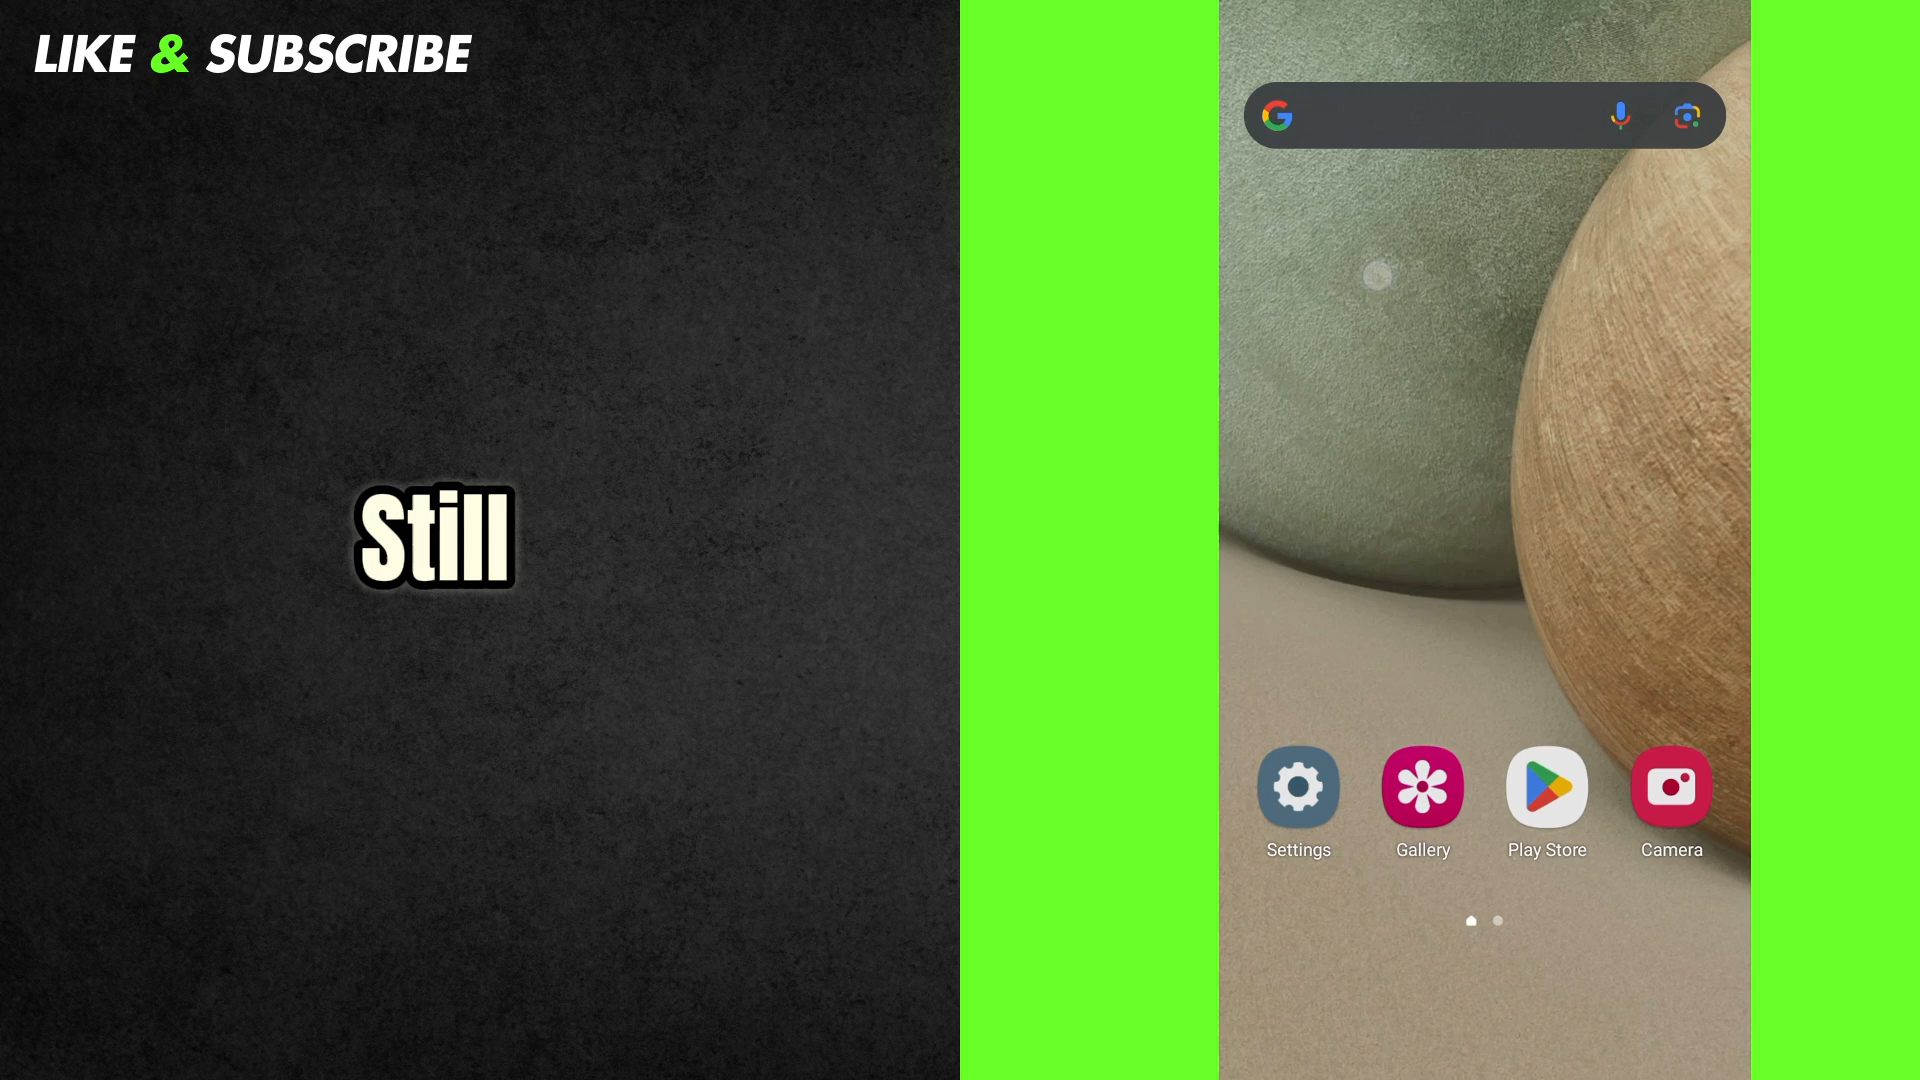 LIKE & SUBSCRIBE
Still
Settings
Gallery
Play Store
Camera